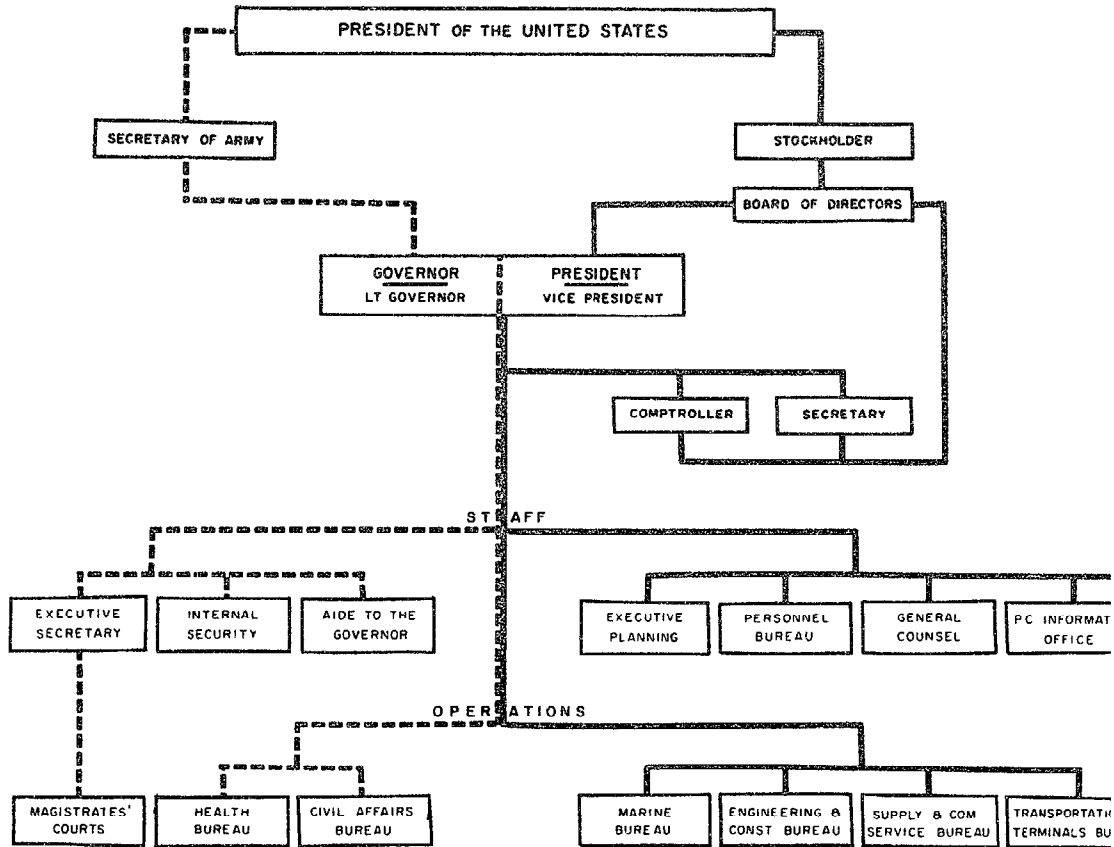 PRESIDENT OF THE UNITED STATES
SECRETARY OF ARMY
STOCKHOLDER
BOARD OF DIRECTORS
GOVERNOR
LT GOVERNOR
PRESIDENT
VICE PRESIDENT
COMPTROLLER
SECRETARY
STAFF
EXECUTIVE
SECRETARY
INTERNAL
SECURITY
AIDE TO THE
GOVERNOR
EXECUTIVE
PLANNING
PERSONNEL
BUREAU
GENERAL
COUNSEL
PC
OFFICE
OPERATIONS
MAGISTRATES'
COURTS
HEALTH
BUREAU
CIVIL AFFAIRS
BUREAU
MARINE
BUREAU
ENGINEERING &
CONST BUREAU
SUPPLY & COM
SERVICE BUREAU
TERMINALS